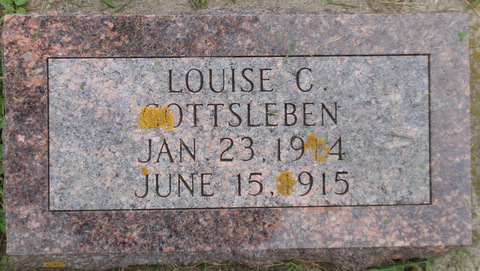 LOUISE C.
GOTTSLEBEN
JAN. 23, 1914
JUNE 15, 1915